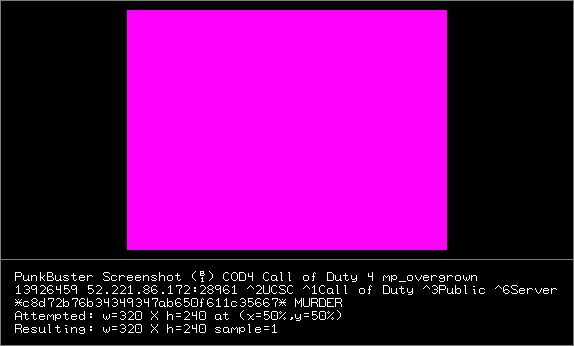 PunkBuster Screenshot (B1) COD4 Call of Duty 4 mp_overgrown
13926459 52.221.86.172:28961 ^2UCSC ^1Call of Duty ^3Public ^6Server
*c8d72b76b34349347ab650f611c35667* MURDER
Attempted: w=320 X h=240 at (x=50%,y=50%)
Resulting: w=320 X h=240 sample=1